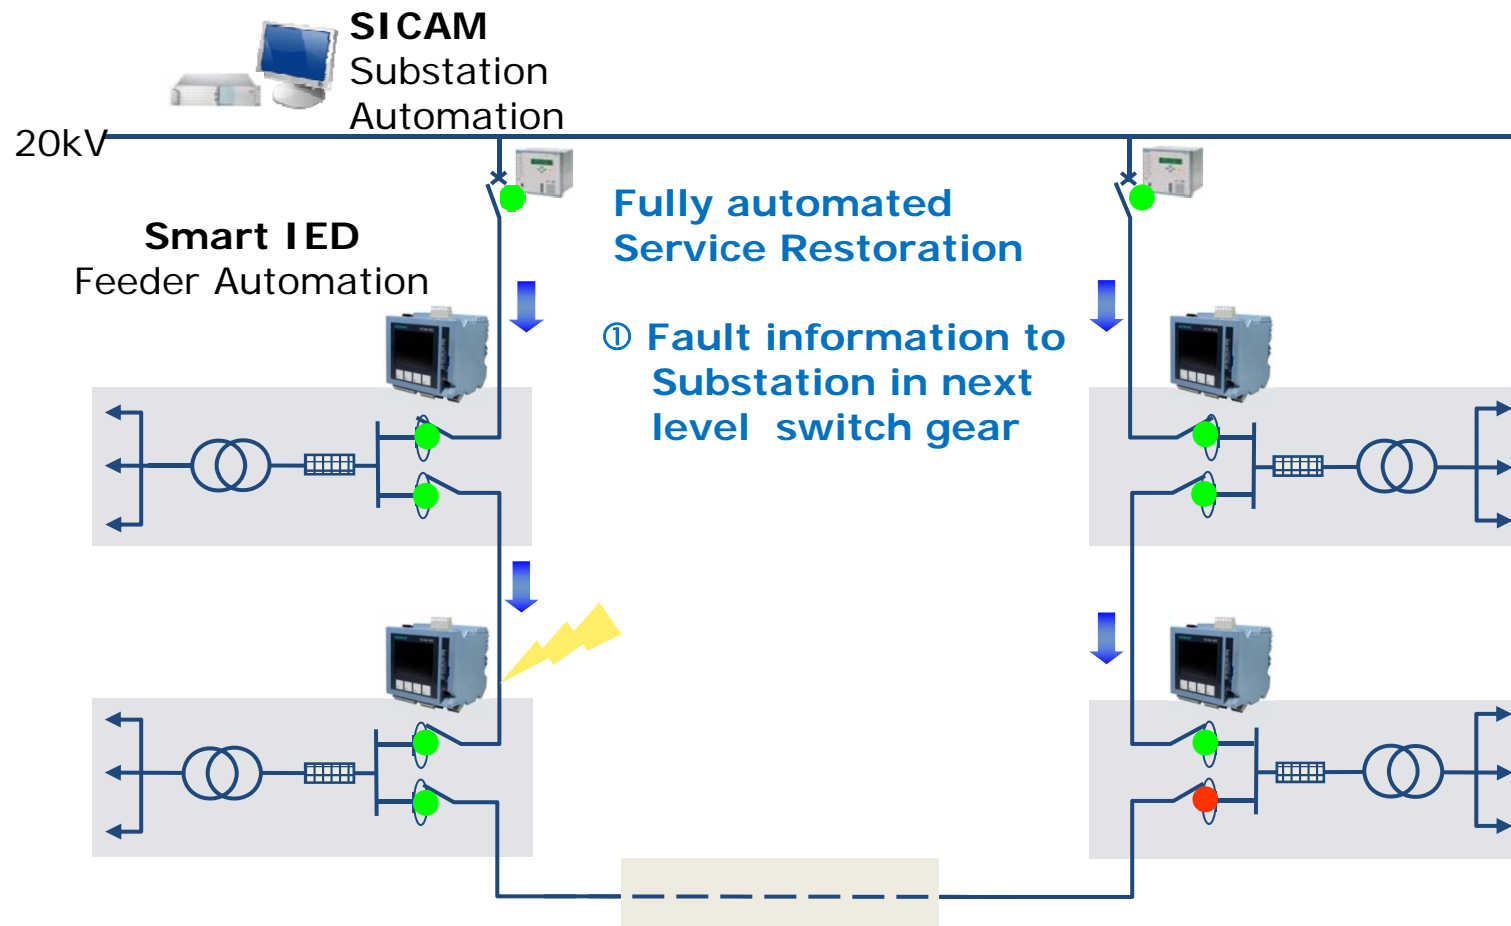 SICAM
Substation
Automation
20kV
Fully automated
Service Restoration
Smart IED
Feeder Automation
① Fault information to
Substation in next
level switch gear